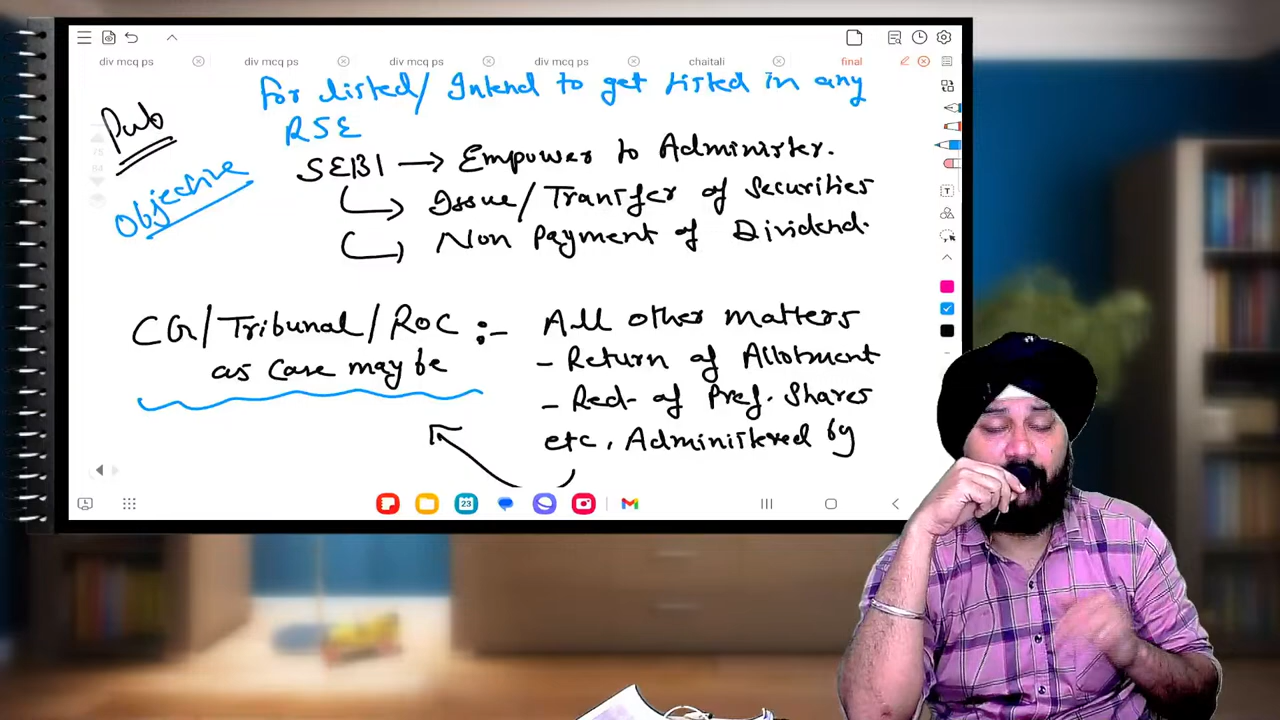 div mcq ps
div mcq ps
div mcq ps
div mcq ps
chaitali
final
For listed/ Intend to get listed in any
RSE
Pub
Objective
SEBI → Empower to Administer.
Issue/Transfer of Securities
Non Payment of Dividend.
CG/Tribunal/ROC :- All other matters
as case may be
- Return of Allotment
- Red- of Pref. Shares
etc, Administered by
75
84
23
T